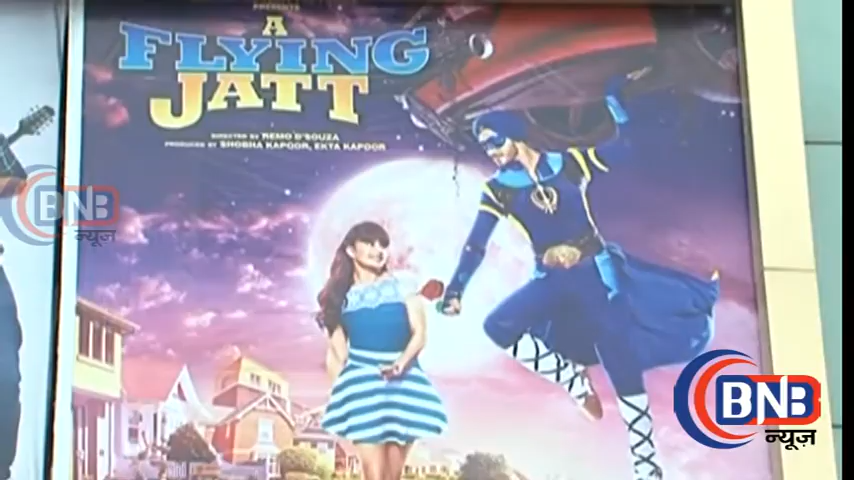 PRESENTS
A
FLYING
JATT
DIRECTED BY REMO D'SOUZA
PRODUCED BY SHOBHA KAPOOR, EKTA KAPOOR
BNB
न्यूज़
BNB
न्यूज़